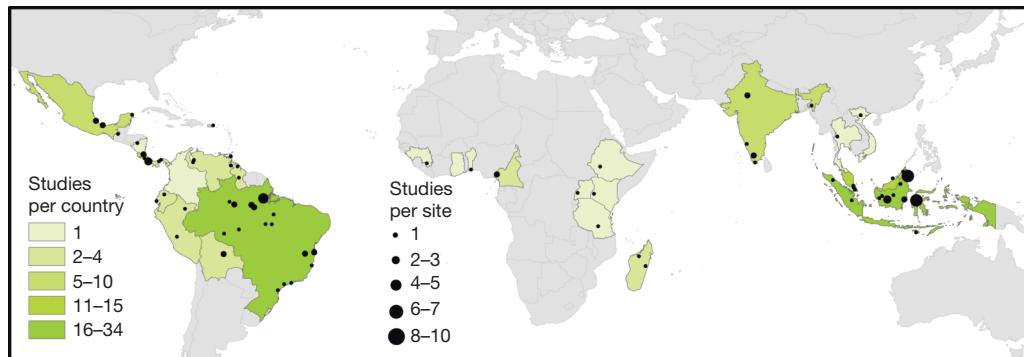 Studies
per country
1
2–4
5–10
11–15
16–34
Studies
per site
1
2–3
4–5
6–7
8–10